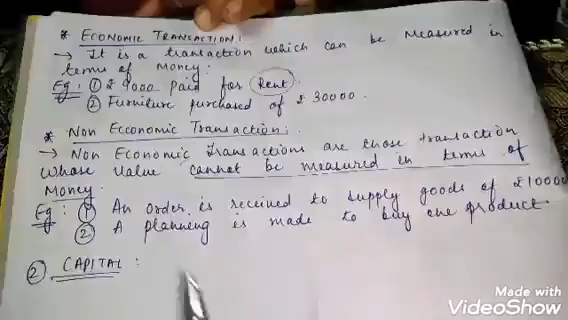 * ECONOMIC TRANSACTION:
→ It is a transaction which can be Measured in
terms of Money:
Eg: ① ₹ 9000 paid for Rent
② Furniture purchased of ₹ 30000.
* Non Economic Transaction:
→ Non Economic Transactions are those transaction
whose value cannot be measured in terms of
Money:
Eg: ① An order is received to supply goods of ₹10000
② A planning is made to buy one product
② CAPITAL:
Made with
VideoShow